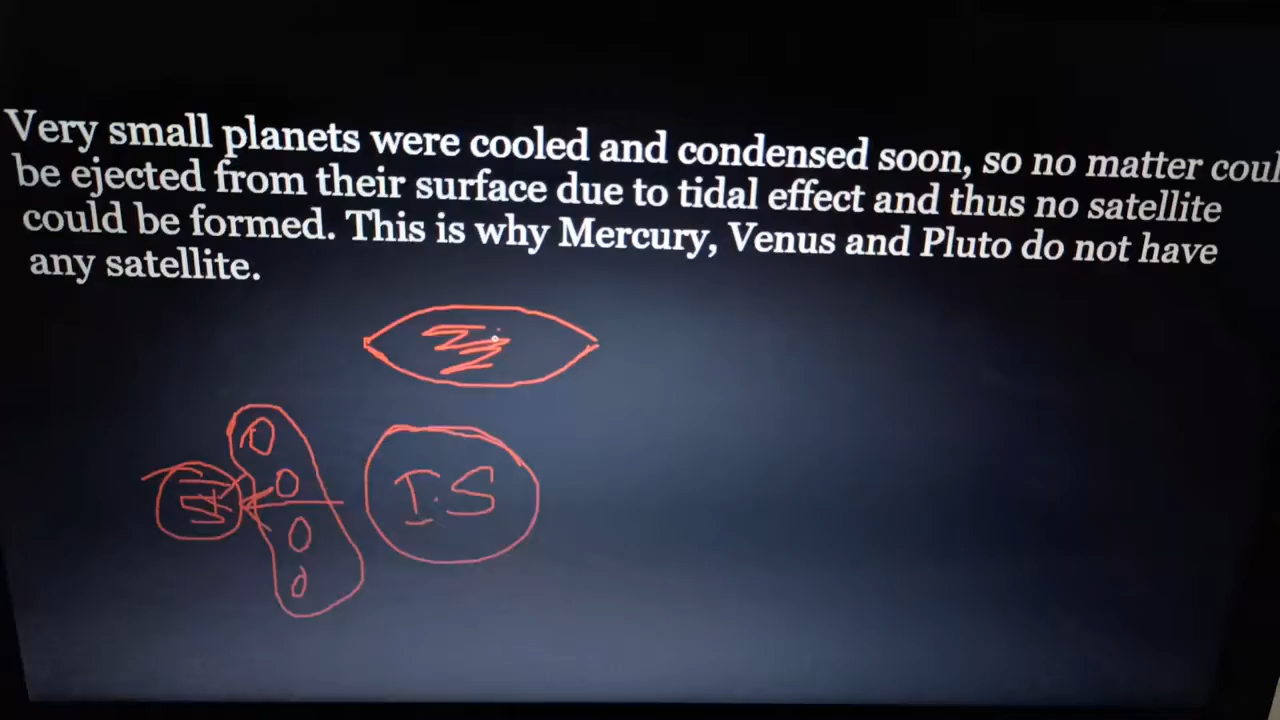 Very small planets were cooled and condensed soon, so no matter coul
be ejected from their surface due to tidal effect and thus no satellite
could be formed. This is why Mercury, Venus and Pluto do not have
any satellite.
I.S